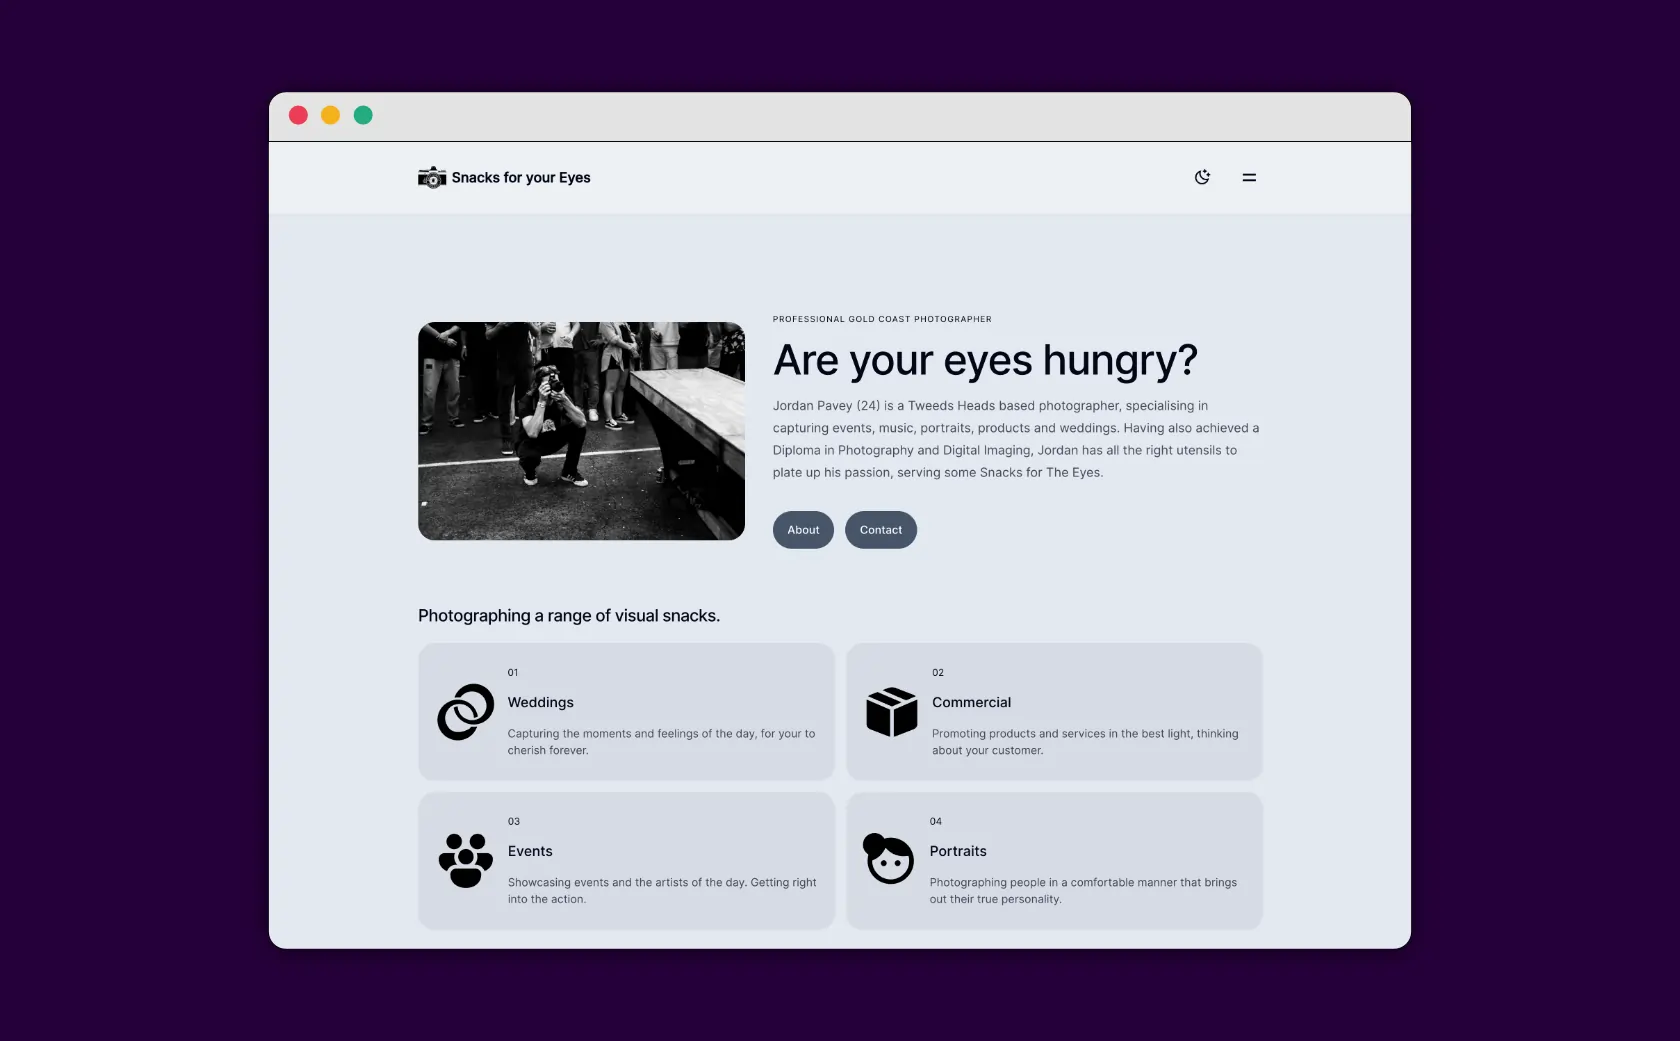 Snacks for your Eyes
PROFESSIONAL GOLD COAST PHOTOGRAPHER
Are your eyes hungry?
Jordan Pavey (24) is a Tweeds Heads based photographer, specialising in
capturing events, music, portraits, products and weddings. Having also achieved a
Diploma in Photography and Digital Imaging, Jordan has all the right utensils to
plate up his passion, serving some Snacks for The Eyes.
About
Contact
Photographing a range of visual snacks.
01
Weddings
Capturing the moments and feelings of the day, for your to
cherish forever.
02
Commercial
Promoting products and services in the best light, thinking
about your customer.
03
Events
Showcasing events and the artists of the day. Getting right
into the action.
04
Portraits
Photographing people in a comfortable manner that brings
out their true personality.